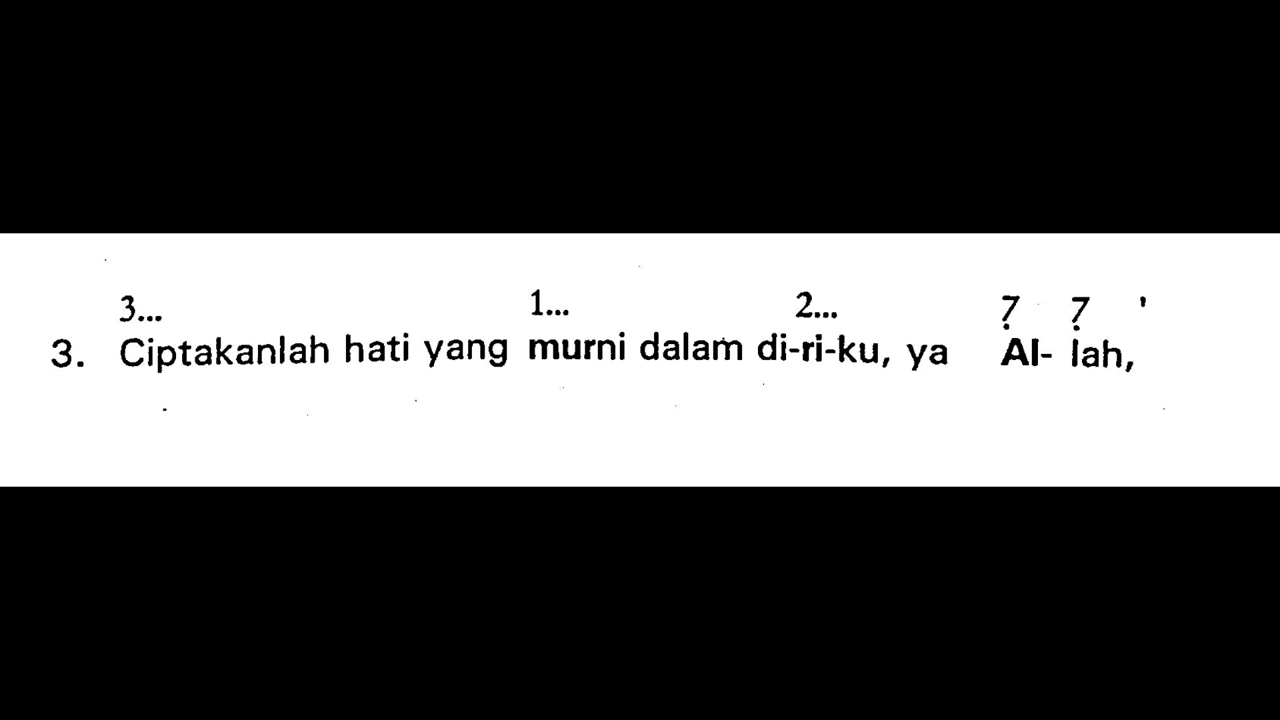 3... 1... 2... 7̣ 7̣ '
3. Ciptakanlah hati yang murni dalam di-ri-ku, ya Al- lah,